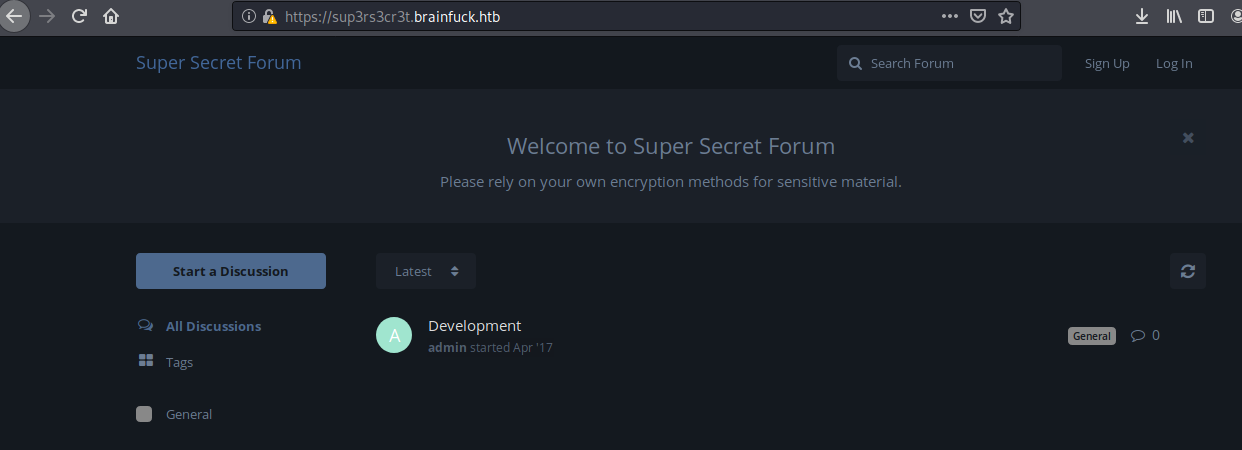 https://sup3rs3cr3t.brainfuck.htb
Super Secret Forum
Search Forum
Sign Up
Log In
Welcome to Super Secret Forum
Please rely on your own encryption methods for sensitive material.
Start a Discussion
Latest
All Discussions
Tags
General
A
Development
admin started Apr '17
General
0